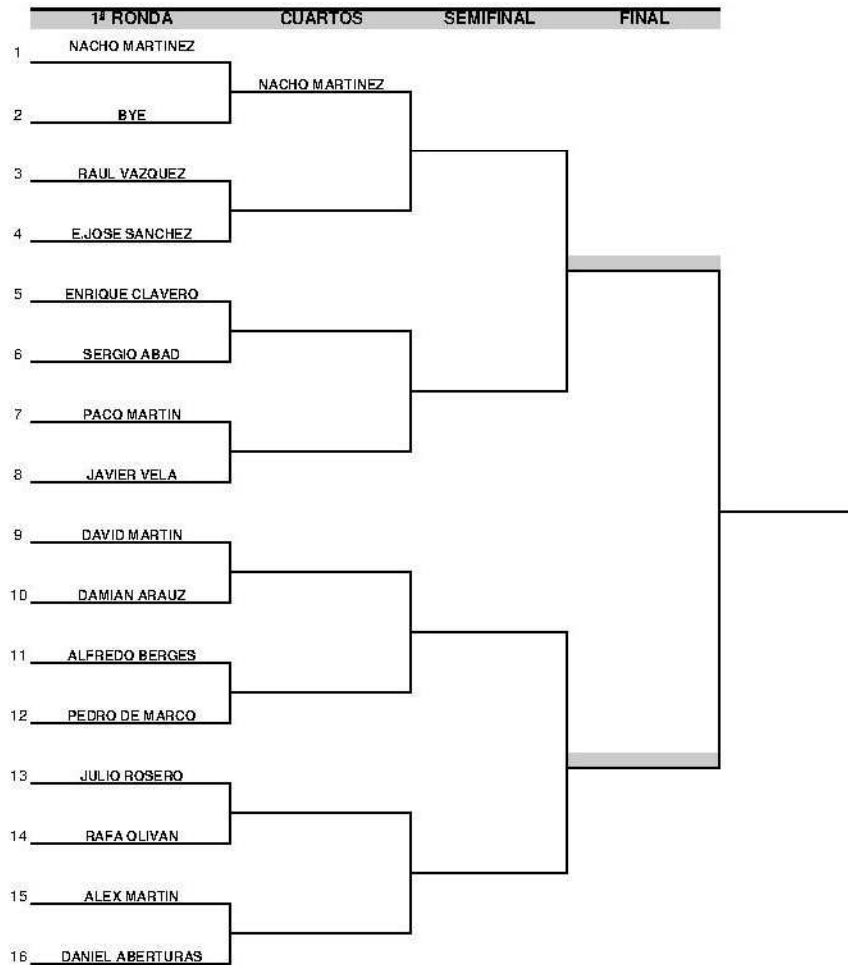 1ª RONDA CUARTOS SEMIFINAL FINAL
1 NACHO MARTINEZ
NACHO MARTINEZ
2 BYE
3 RAUL VAZQUEZ
4 E.JOSE SANCHEZ
5 ENRIQUE CLAVERO
6 SERGIO ABAD
7 PACO MARTIN
8 JAVIER VELA
9 DAVID MARTIN
10 DAMIAN ARAUZ
11 ALFREDO BERGES
12 PEDRO DE MARCO
13 JULIO ROSERO
14 RAFA OLIVAN
15 ALEX MARTIN
16 DANIEL ABERTURAS